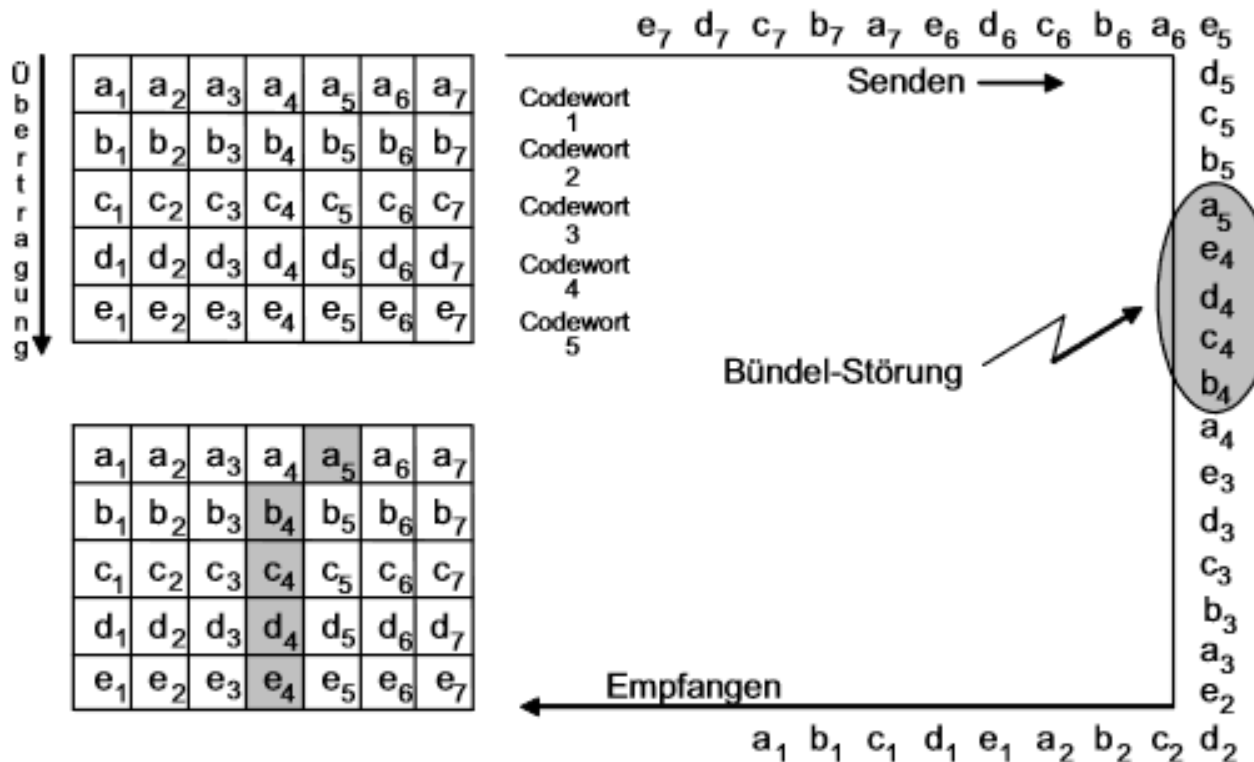 Übertragung
a₁ a₂ a₃ a₄ a₅ a₆ a₇
b₁ b₂ b₃ b₄ b₅ b₆ b₇
c₁ c₂ c₃ c₄ c₅ c₆ c₇
d₁ d₂ d₃ d₄ d₅ d₆ d₇
e₁ e₂ e₃ e₄ e₅ e₆ e₇
Codewort
1
Codewort
2
Codewort
3
Codewort
4
Codewort
5
e₇ d₇ c₇ b₇ a₇ e₆ d₆ c₆ b₆ a₆ e₅
Senden
d₅
c₅
b₅
a₅
e₄
d₄
c₄
b₄
Bündel-Störung
a₄
e₃
d₃
c₃
b₃
a₃
e₂
a₁ a₂ a₃ a₄ a₅ a₆ a₇
b₁ b₂ b₃ b₄ b₅ b₆ b₇
c₁ c₂ c₃ c₄ c₅ c₆ c₇
d₁ d₂ d₃ d₄ d₅ d₆ d₇
e₁ e₂ e₃ e₄ e₅ e₆ e₇
Empfangen
a₁ b₁ c₁ d₁ e₁ a₂ b₂ c₂ d₂